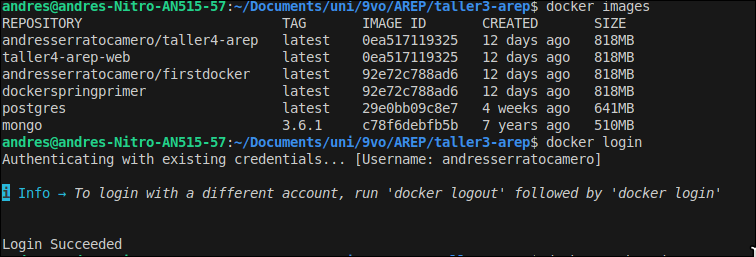 andres@andres-Nitro-AN515-57:~/Documents/uni/9vo/AREP/taller3-arep$ docker images
REPOSITORY TAG IMAGE ID CREATED SIZE
andresserratocamero/taller4-arep latest 0ea517119325 12 days ago 818MB
taller4-arep-web latest 0ea517119325 12 days ago 818MB
andresserratocamero/firstdocker latest 92e72c788ad6 12 days ago 818MB
dockerspringprimer latest 92e72c788ad6 12 days ago 818MB
postgres latest 29e0bb09c8e7 4 weeks ago 641MB
mongo 3.6.1 c78f6debfb5b 7 years ago 510MB
andres@andres-Nitro-AN515-57:~/Documents/uni/9vo/AREP/taller3-arep$ docker login
Authenticating with existing credentials... [Username: andresserratocamero]
i Info → To login with a different account, run 'docker logout' followed by 'docker login'
Login Succeeded